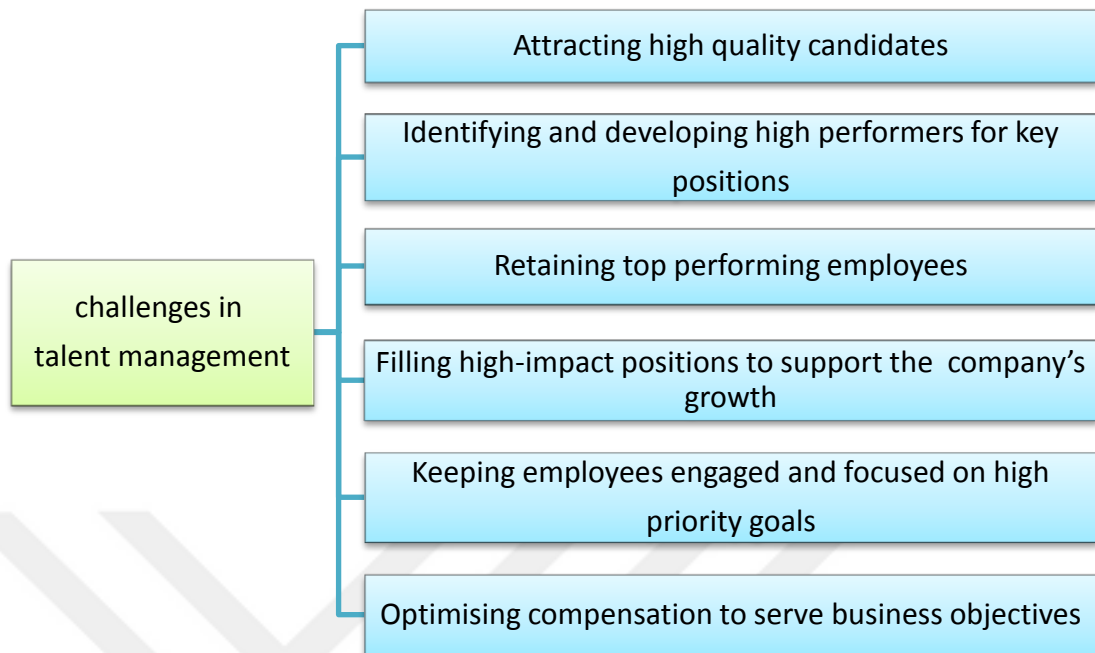 Attracting high quality candidates
Identifying and developing high performers for key
positions
Retaining top performing employees
challenges in
talent management
Filling high-impact positions to support the  company’s
growth
Keeping employees engaged and focused on high
priority goals
Optimising compensation to serve business objectives